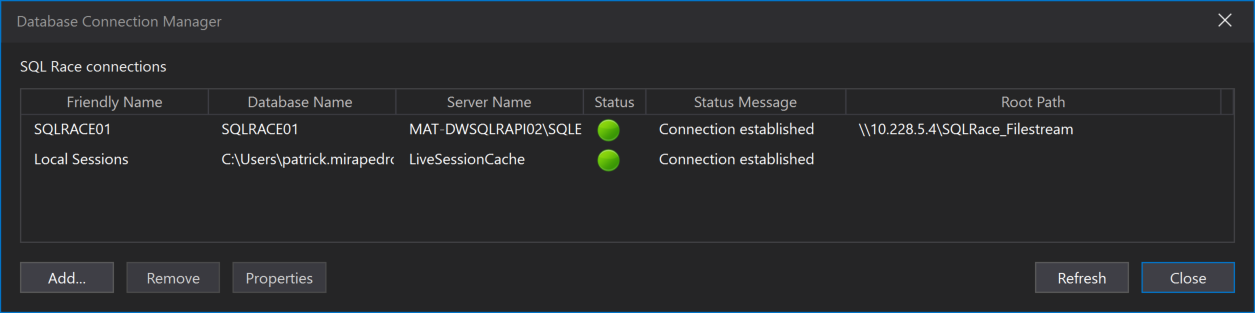 Database Connection Manager
SQL Race connections
Friendly Name Database Name Server Name Status Status Message Root Path
SQLRACE01 SQLRACE01 MAT-DWSQLRAPI02\SQLE Connection established \\10.228.5.4\SQLRace_Filestream
Local Sessions C:\Users\patrick.mirapedro LiveSessionCache Connection established
Add... Remove Properties Refresh Close